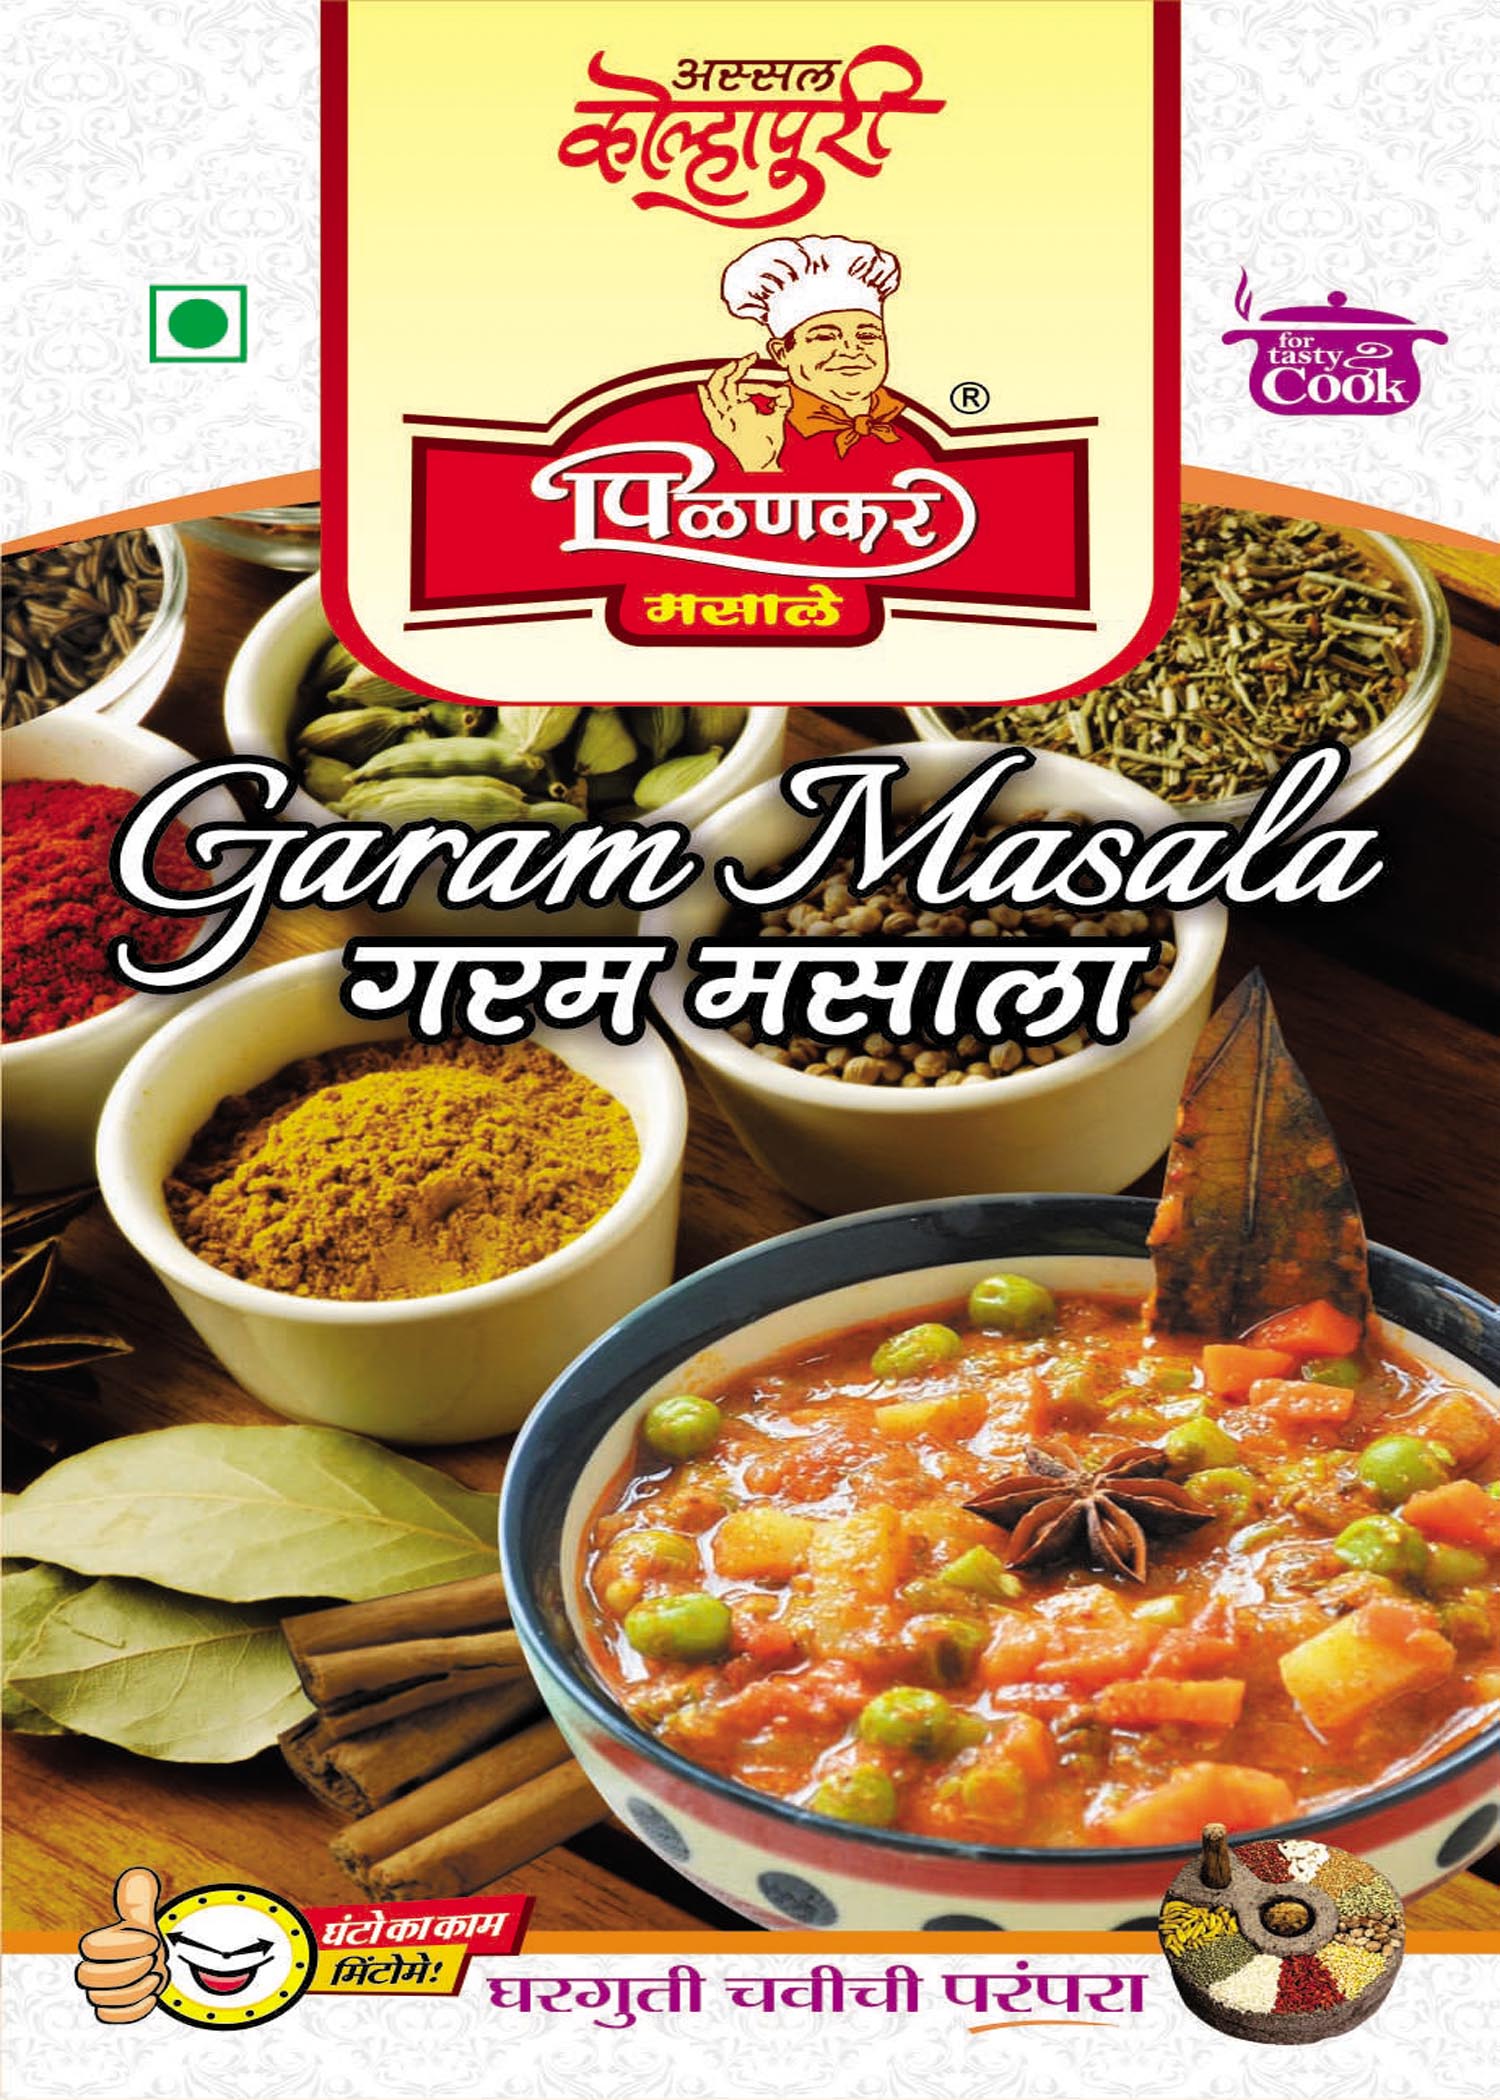 अस्सल
कोल्हापुरी
®
for
tasty
Cook
पिळणकर
मसाले
Garam Masala
गरम मसाला
घंटो का काम
मिंटोमे!
घरगुती चवीची परंपरा